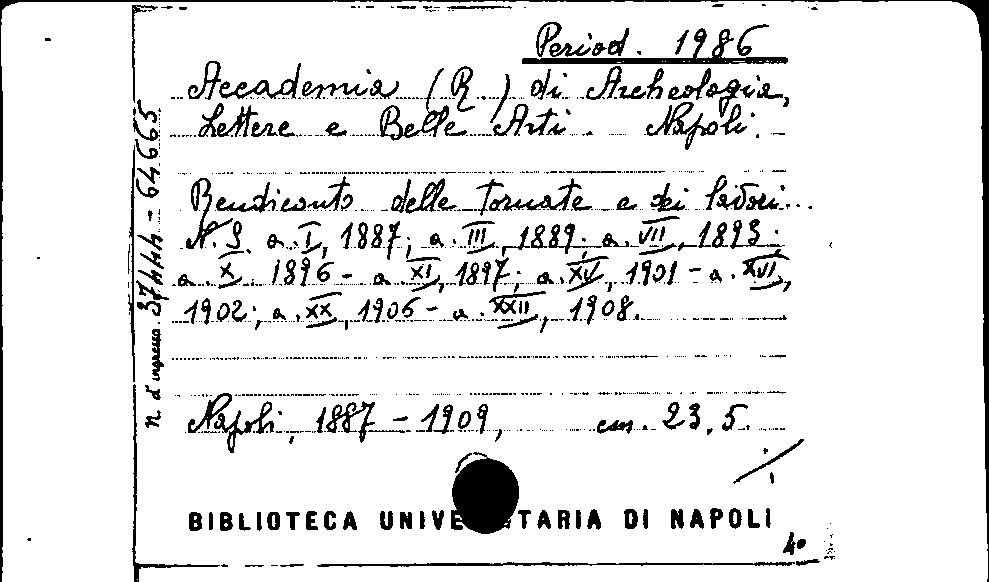 Period. 1986
Accademia (R.) di Archeologia,
Lettere e Belle Arti. Napoli.
Rendiconto delle tornate e dei lavori...
N. S. a. I, 1887; a. III, 1889; a. VII, 1893;
a. X, 1896 - a. XI, 1897; a. XV, 1901 - a. XVI,
1902; a. XX, 1906 - a. XXII, 1908.
Napoli, 1887 - 1909, cm. 23,5.
BIBLIOTECA UNIVE TARIA DI NAPOLI
40
N. d'ingresso 37444 - 64665